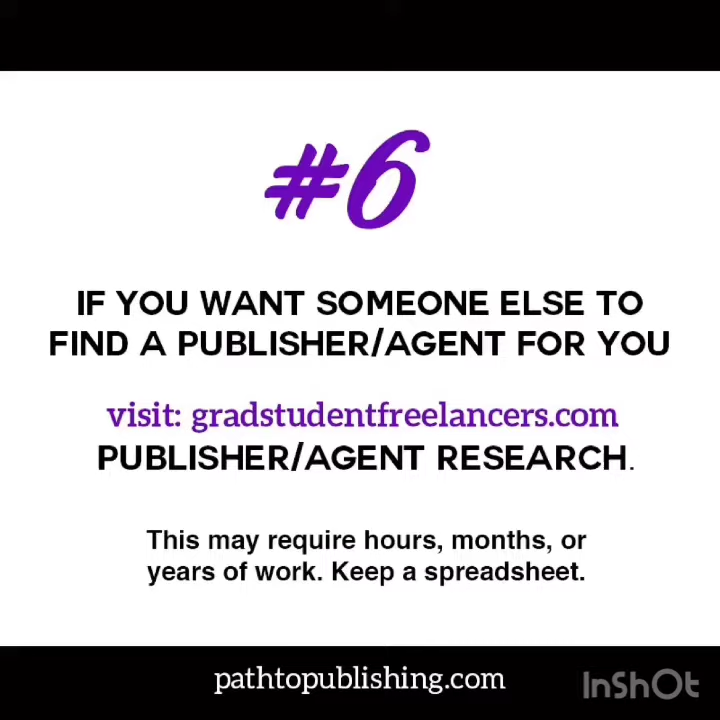 #6
IF YOU WANT SOMEONE ELSE TO
FIND A PUBLISHER/AGENT FOR YOU
visit: gradstudentfreelancers.com
PUBLISHER/AGENT RESEARCH.
This may require hours, months, or
years of work. Keep a spreadsheet.
pathtopublishing.com
InShOt